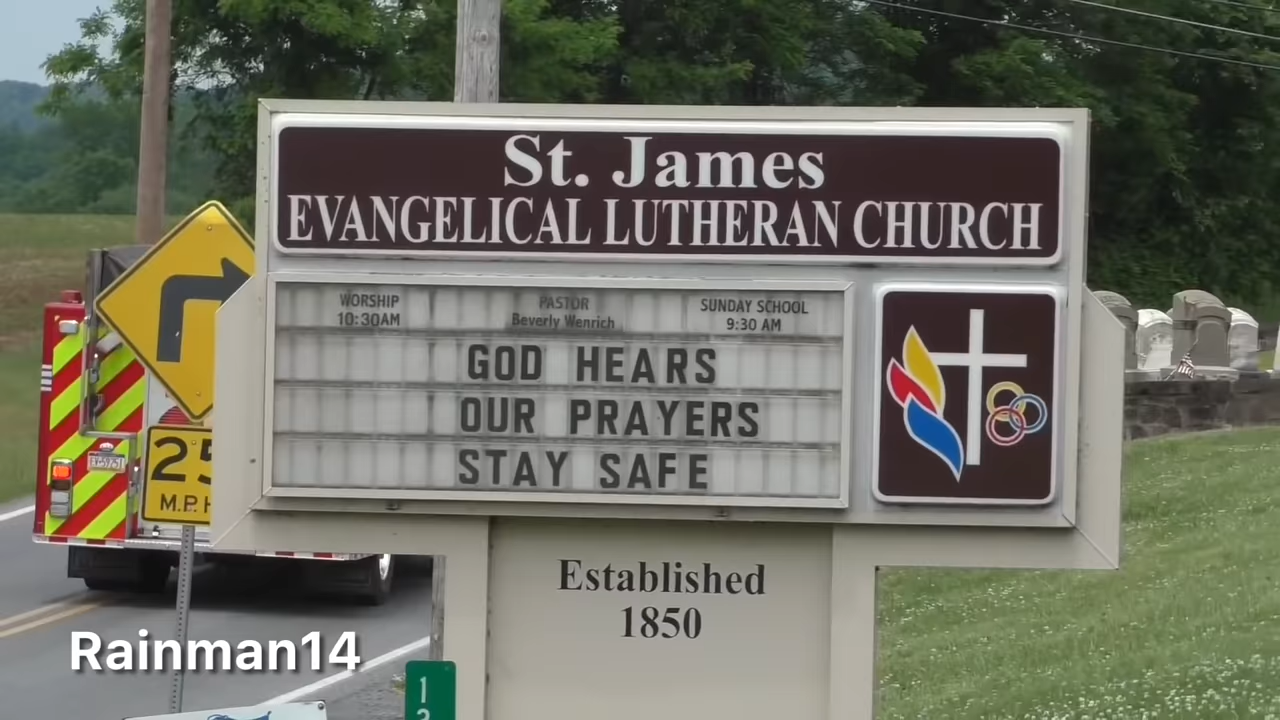 St. James
EVANGELICAL LUTHERAN CHURCH
WORSHIP
10:30AM
PASTOR
Beverly Wenrich
SUNDAY SCHOOL
9:30 AM
GOD HEARS
OUR PRAYERS
STAY SAFE
Established
1850
25
M.P.H
Rainman14
1